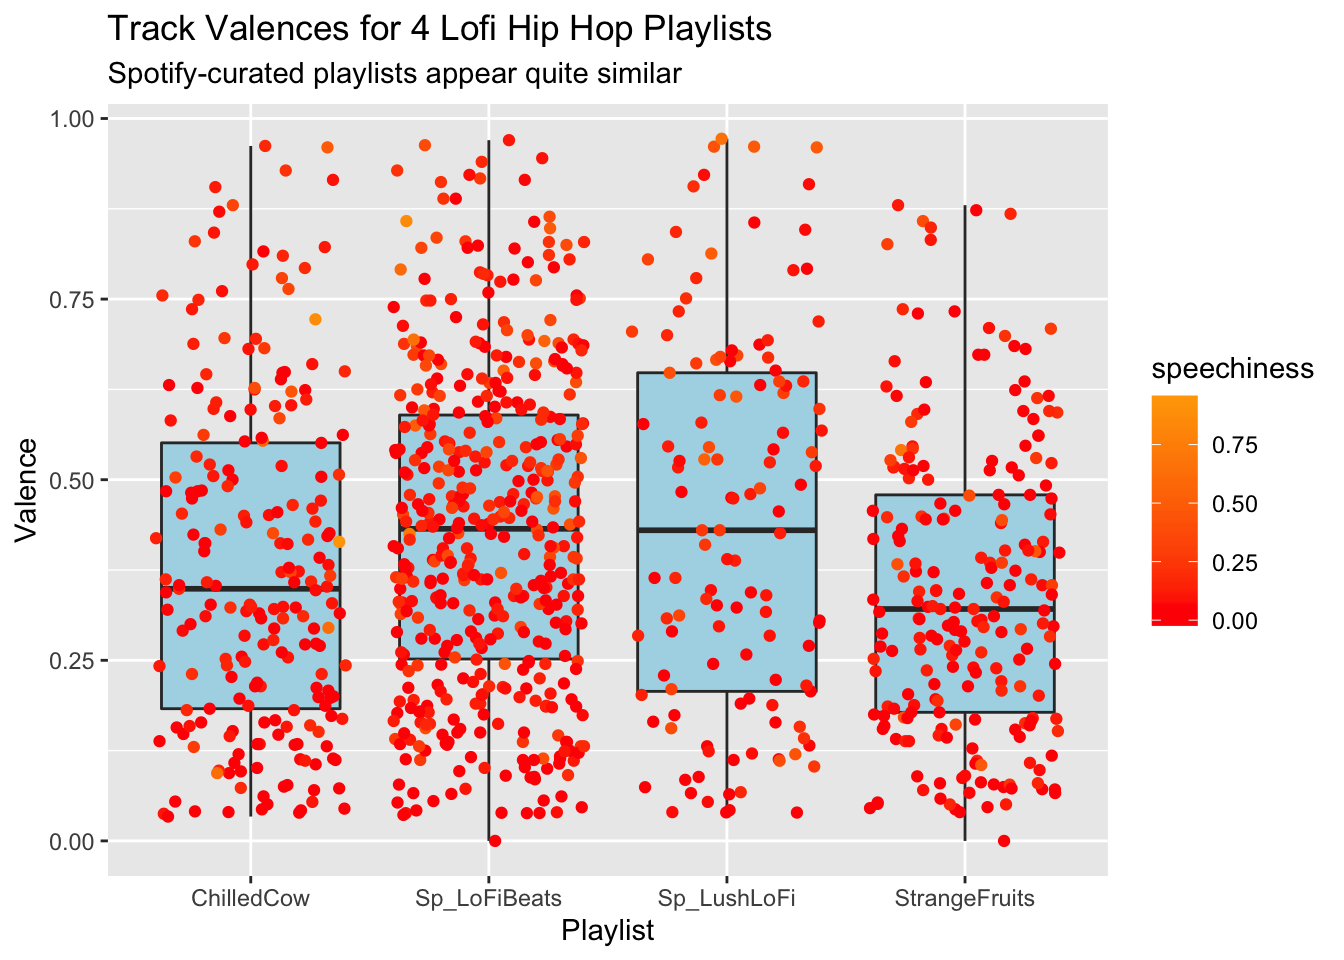 Track Valences for 4 Lofi Hip Hop Playlists
Spotify-curated playlists appear quite similar
1.00
0.75
0.50
0.25
0.00
Valence
ChilledCow
Sp_LoFiBeats
Sp_LushLoFi
StrangeFruits
Playlist
speechiness
0.75
0.50
0.25
0.00